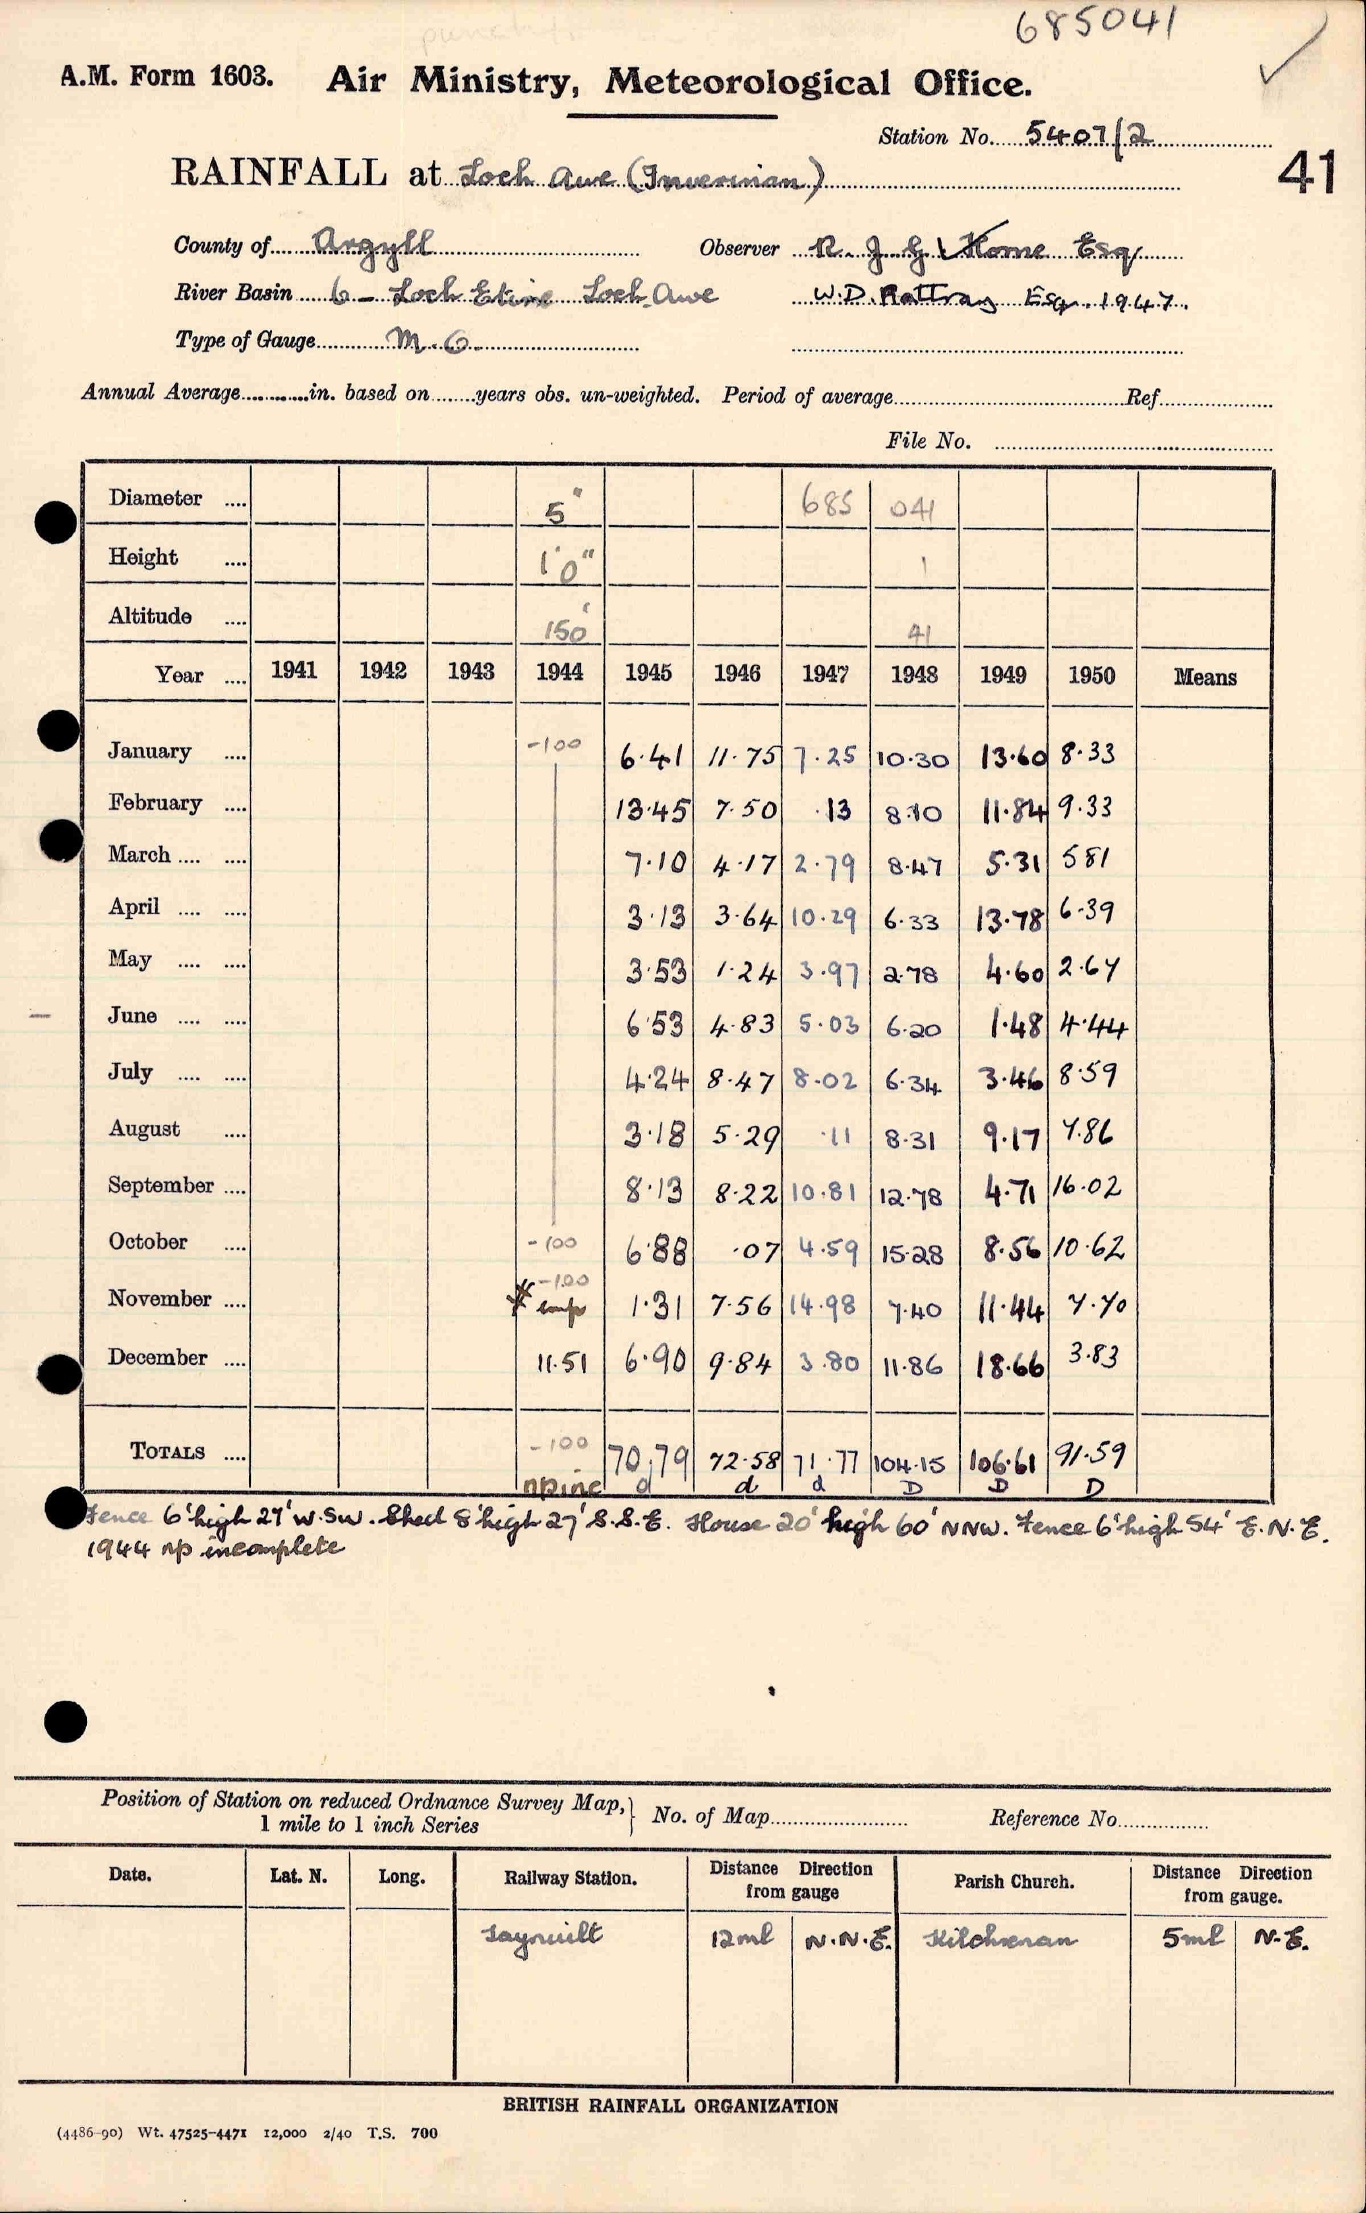 685041
A.M. Form 1603. Air Ministry, Meteorological Office.
Station No. 5407/2
RAINFALL at Loch Awe (Inverinan)
41
County of Argyll Observer R. J. G. Horne Esq
River Basin 6 - Loch Etive Loch Awe W.D. Rattray Esq. 1947.
Type of Gauge M.O.
Annual Average in. based on years obs. un-weighted. Period of average Ref
File No.
Diameter 5" 685 041
Height 1'0" 1
Altitude 150' 41
Year 1941 1942 1943 1944 1945 1946 1947 1948 1949 1950 Means
January -100 6.41 11.75 7.25 10.30 13.60 8.33
February 13.45 7.50 .13 8.10 11.84 9.33
March 7.10 4.17 2.79 8.47 5.31 5 81
April 3.13 3.64 10.29 6.33 13.78 6.39
May 3.53 1.24 3.97 2.78 4.60 2.67
June 6.53 4.83 5.03 6.20 1.48 4.44
July 4.24 8.47 8.02 6.34 3.46 8.59
August 3.18 5.29 .11 8.31 9.17 7.86
September 8.13 8.22 10.81 12.78 4.71 16.02
October -100 6.88 .07 4.59 15.28 8.56 10.62
-100
November * imp 1.31 7.56 14.98 7.40 11.44 7.70
December 11.51 6.90 9.84 3.80 11.86 18.66 3.83
TOTALS -100 70.79 72.58 71.77 104.15 106.61 91.59
np inc d d d D D D
Fence 6' high 27' W.SW. Shed 8' high 27' S.S.E. House 20' high 60' NNW. Fence 6' high 54' E.N.E.
1944 np incomplete
Position of Station on reduced Ordnance Survey Map, 1 mile to 1 inch Series } No. of Map Reference No.
Date. Lat. N. Long. Railway Station. Distance Direction from gauge Parish Church. Distance Direction from gauge.
Taynuilt 12ml N.N.E. Kilchrenan 5ml N.E.
BRITISH RAINFALL ORGANIZATION
(4486-90) Wt. 47525-4471 12,000 2/40 T.S. 700